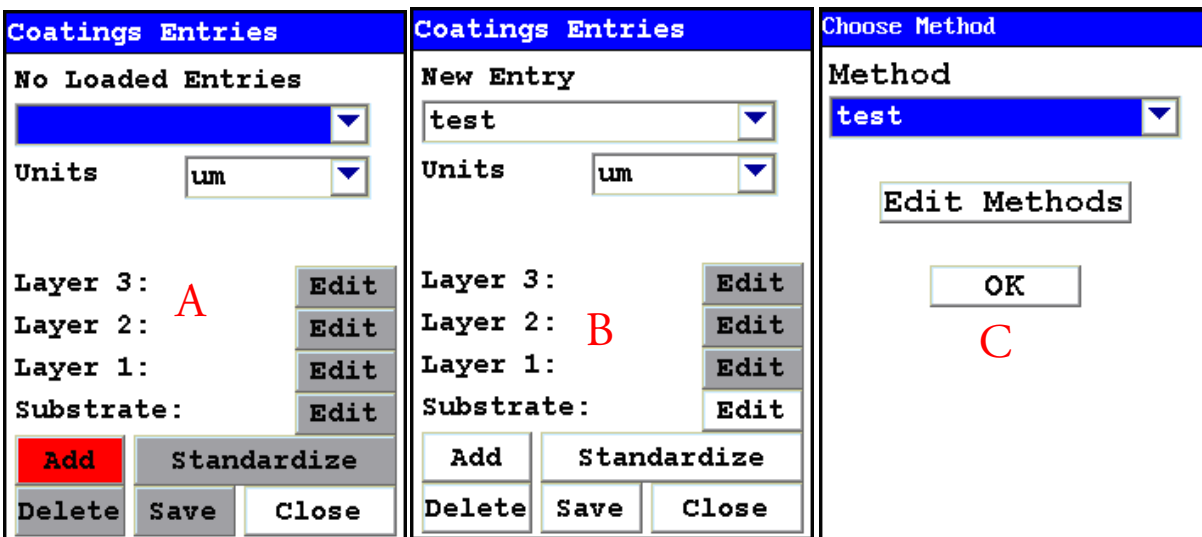 Coatings Entries
No Loaded Entries
Units um
Layer 3: Edit
A
Layer 2: Edit
Layer 1: Edit
Substrate: Edit
Add Standardize
Delete Save Close
Coatings Entries
New Entry
test
Units um
Layer 3: Edit
Layer 2: Edit
B
Layer 1: Edit
Substrate: Edit
Add Standardize
Delete Save Close
Choose Method
Method
test
Edit Methods
OK
C